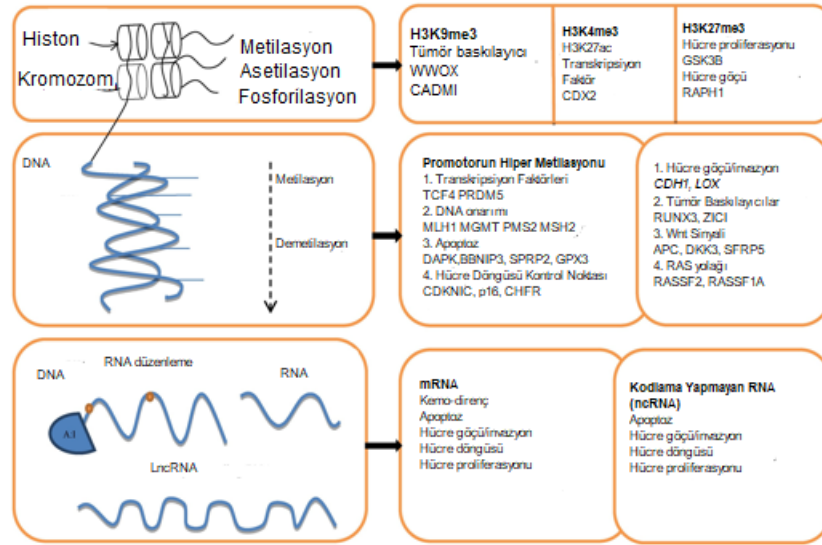 Histon
Kromozom
Metilasyon
Asetilasyon
Fosforilasyon
H3K9me3
Tümör baskılayıcı
WWOX
CADMI
H3K4me3
H3K27ac
Transkripsiyon
Faktör
CDX2
H3K27me3
Hücre proliferasyonu
GSK3B
Hücre göçü
RAPH1
DNA
Metilasyon
Demetilasyon
Promotorun Hiper Metilasyonu
1. Transkripsiyon Faktörleri
TCF4 PRDM5
2. DNA onarımı
MLH1 MGMT PMS2 MSH2
3. Apoptaz
DAPK,BBNIP3, SPRP2, GPX3
4. Hücre Döngüsü Kontrol Noktası
CDKNIC, p16, CHFR
1. Hücre göçü/invazyon
CDH1, LOX
2. Tümör Baskılayıcılar
RUNX3, ZICI
3. Wnt Sinyali
APC, DKK3, SFRP5
4. RAS yolağı
RASSF2, RASSF1A
RNA düzenleme
DNA
RNA
A.I
LncRNA
mRNA
Kemo-direnç
Apoptaz
Hücre göçü/invazyon
Hücre döngüsü
Hücre proliferasyonu
Kodlama Yapmayan RNA
(ncRNA)
Apoptaz
Hücre göçü/invazyon
Hücre döngüsü
Hücre proliferasyonu